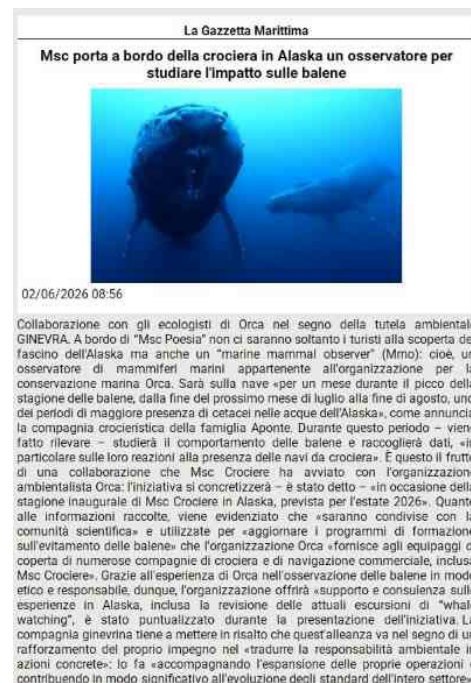 La Gazzetta Marittima
Msc porta a bordo della crociera in Alaska un osservatore per
studiare l'impatto sulle balene
02/06/2026 08:56
Collaborazione con gli ecologisti di Orca nel segno della tutela ambientale
GINEVRA. A bordo di "Msc Poesia" non ci saranno soltanto i turisti alla scoperta del
fascino dell'Alaska ma anche un "marine mammal observer" (Mmo): cioè, un
osservatore di mammiferi marini appartenente all'organizzazione per la
conservazione marina Orca. Sarà sulla nave «per un mese durante il picco della
stagione delle balene, dalla fine del prossimo mese di luglio alla fine di agosto, uno
dei periodi di maggiore presenza di cetacei nelle acque dell'Alaska», come annuncia
la compagnia crocieristica della famiglia Aponte. Durante questo periodo – viene
fatto rilevare – studierà il comportamento delle balene e raccoglierà dati, «in
particolare sulle loro reazioni alla presenza delle navi da crociera». È questo il frutto
di una collaborazione che Msc Crociere ha avviato con l'organizzazione
ambientalista Orca: l'iniziativa si concretizzerà – è stato detto – «in occasione della
stagione inaugurale di Msc Crociere in Alaska, prevista per l'estate 2026». Quanto
alle informazioni raccolte, viene evidenziato che «saranno condivise con la
comunità scientifica» e utilizzate per «aggiornare i programmi di formazione
sull'evitamento delle balene» che l'organizzazione Orca «fornisce agli equipaggi di
coperta di numerose compagnie di crociera e di navigazione commerciale, inclusa
Msc Crociere». Grazie all'esperienza di Orca nell'osservazione delle balene in modo
etico e responsabile, dunque, l'organizzazione offrirà «supporto e consulenza sulle
esperienze in Alaska, inclusa la revisione delle attuali escursioni di "whale
watching", è stato puntualizzato durante la presentazione dell'iniziativa. La
compagnia ginevrina tiene a mettere in risalto che quest'alleanza va nel segno di un
rafforzamento del proprio impegno nel «tradurre la responsabilità ambientale in
azioni concrete»: lo fa «accompagnando l'espansione delle proprie operazioni e
contribuendo in modo significativo all'evoluzione degli standard dell'intero settore».